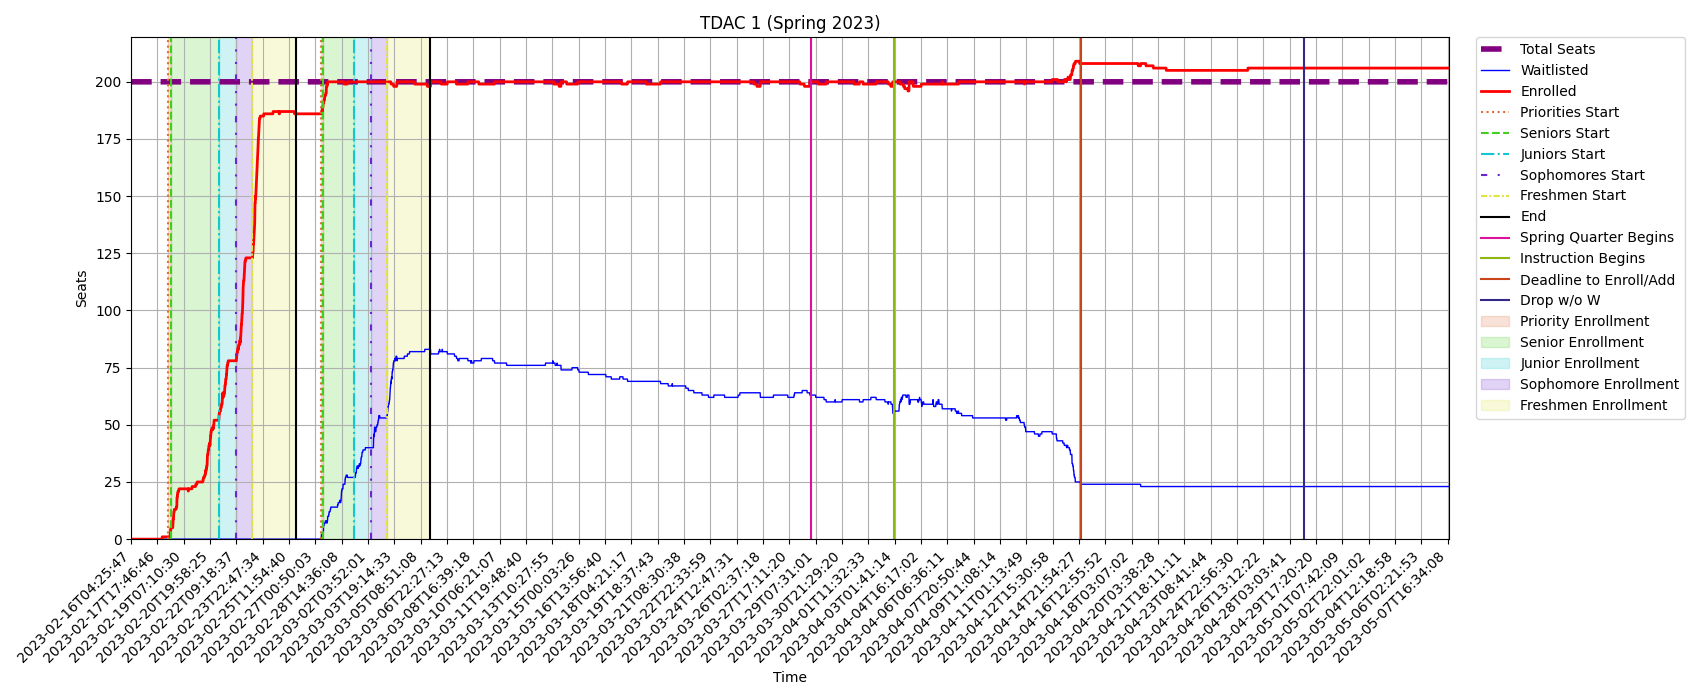 TDAC 1 (Spring 2023)
Seats
200
175
150
125
100
75
50
25
0
2023-02-16T04:25:47
2023-02-17T17:46:46
2023-02-19T07:10:30
2023-02-20T19:58:25
2023-02-22T09:18:37
2023-02-23T22:47:34
2023-02-25T11:54:40
2023-02-27T00:50:03
2023-02-28T14:36:08
2023-03-02T03:52:01
2023-03-03T19:14:33
2023-03-05T08:51:08
2023-03-06T22:27:13
2023-03-08T16:39:18
2023-03-10T06:21:07
2023-03-11T19:48:40
2023-03-13T10:27:55
2023-03-15T00:03:26
2023-03-16T13:56:40
2023-03-18T04:21:17
2023-03-19T18:37:43
2023-03-21T08:30:38
2023-03-22T22:33:59
2023-03-24T12:47:31
2023-03-26T02:37:18
2023-03-27T17:11:20
2023-03-29T07:31:01
2023-03-30T21:29:20
2023-04-01T11:32:33
2023-04-03T01:41:14
2023-04-04T16:17:02
2023-04-06T06:36:11
2023-04-07T20:50:44
2023-04-09T11:08:14
2023-04-11T01:13:49
2023-04-12T15:30:58
2023-04-14T21:54:27
2023-04-16T12:55:52
2023-04-18T03:07:02
2023-04-20T03:38:28
2023-04-21T18:11:11
2023-04-23T08:41:44
2023-04-24T22:56:30
2023-04-26T13:12:22
2023-04-28T03:03:41
2023-04-29T17:20:20
2023-05-01T07:42:09
2023-05-02T22:01:02
2023-05-04T12:18:58
2023-05-06T02:21:53
2023-05-07T16:34:08
Time
Total Seats
Waitlisted
Enrolled
Priorities Start
Seniors Start
Juniors Start
Sophomores Start
Freshmen Start
End
Spring Quarter Begins
Instruction Begins
Deadline to Enroll/Add
Drop w/o W
Priority Enrollment
Senior Enrollment
Junior Enrollment
Sophomore Enrollment
Freshmen Enrollment